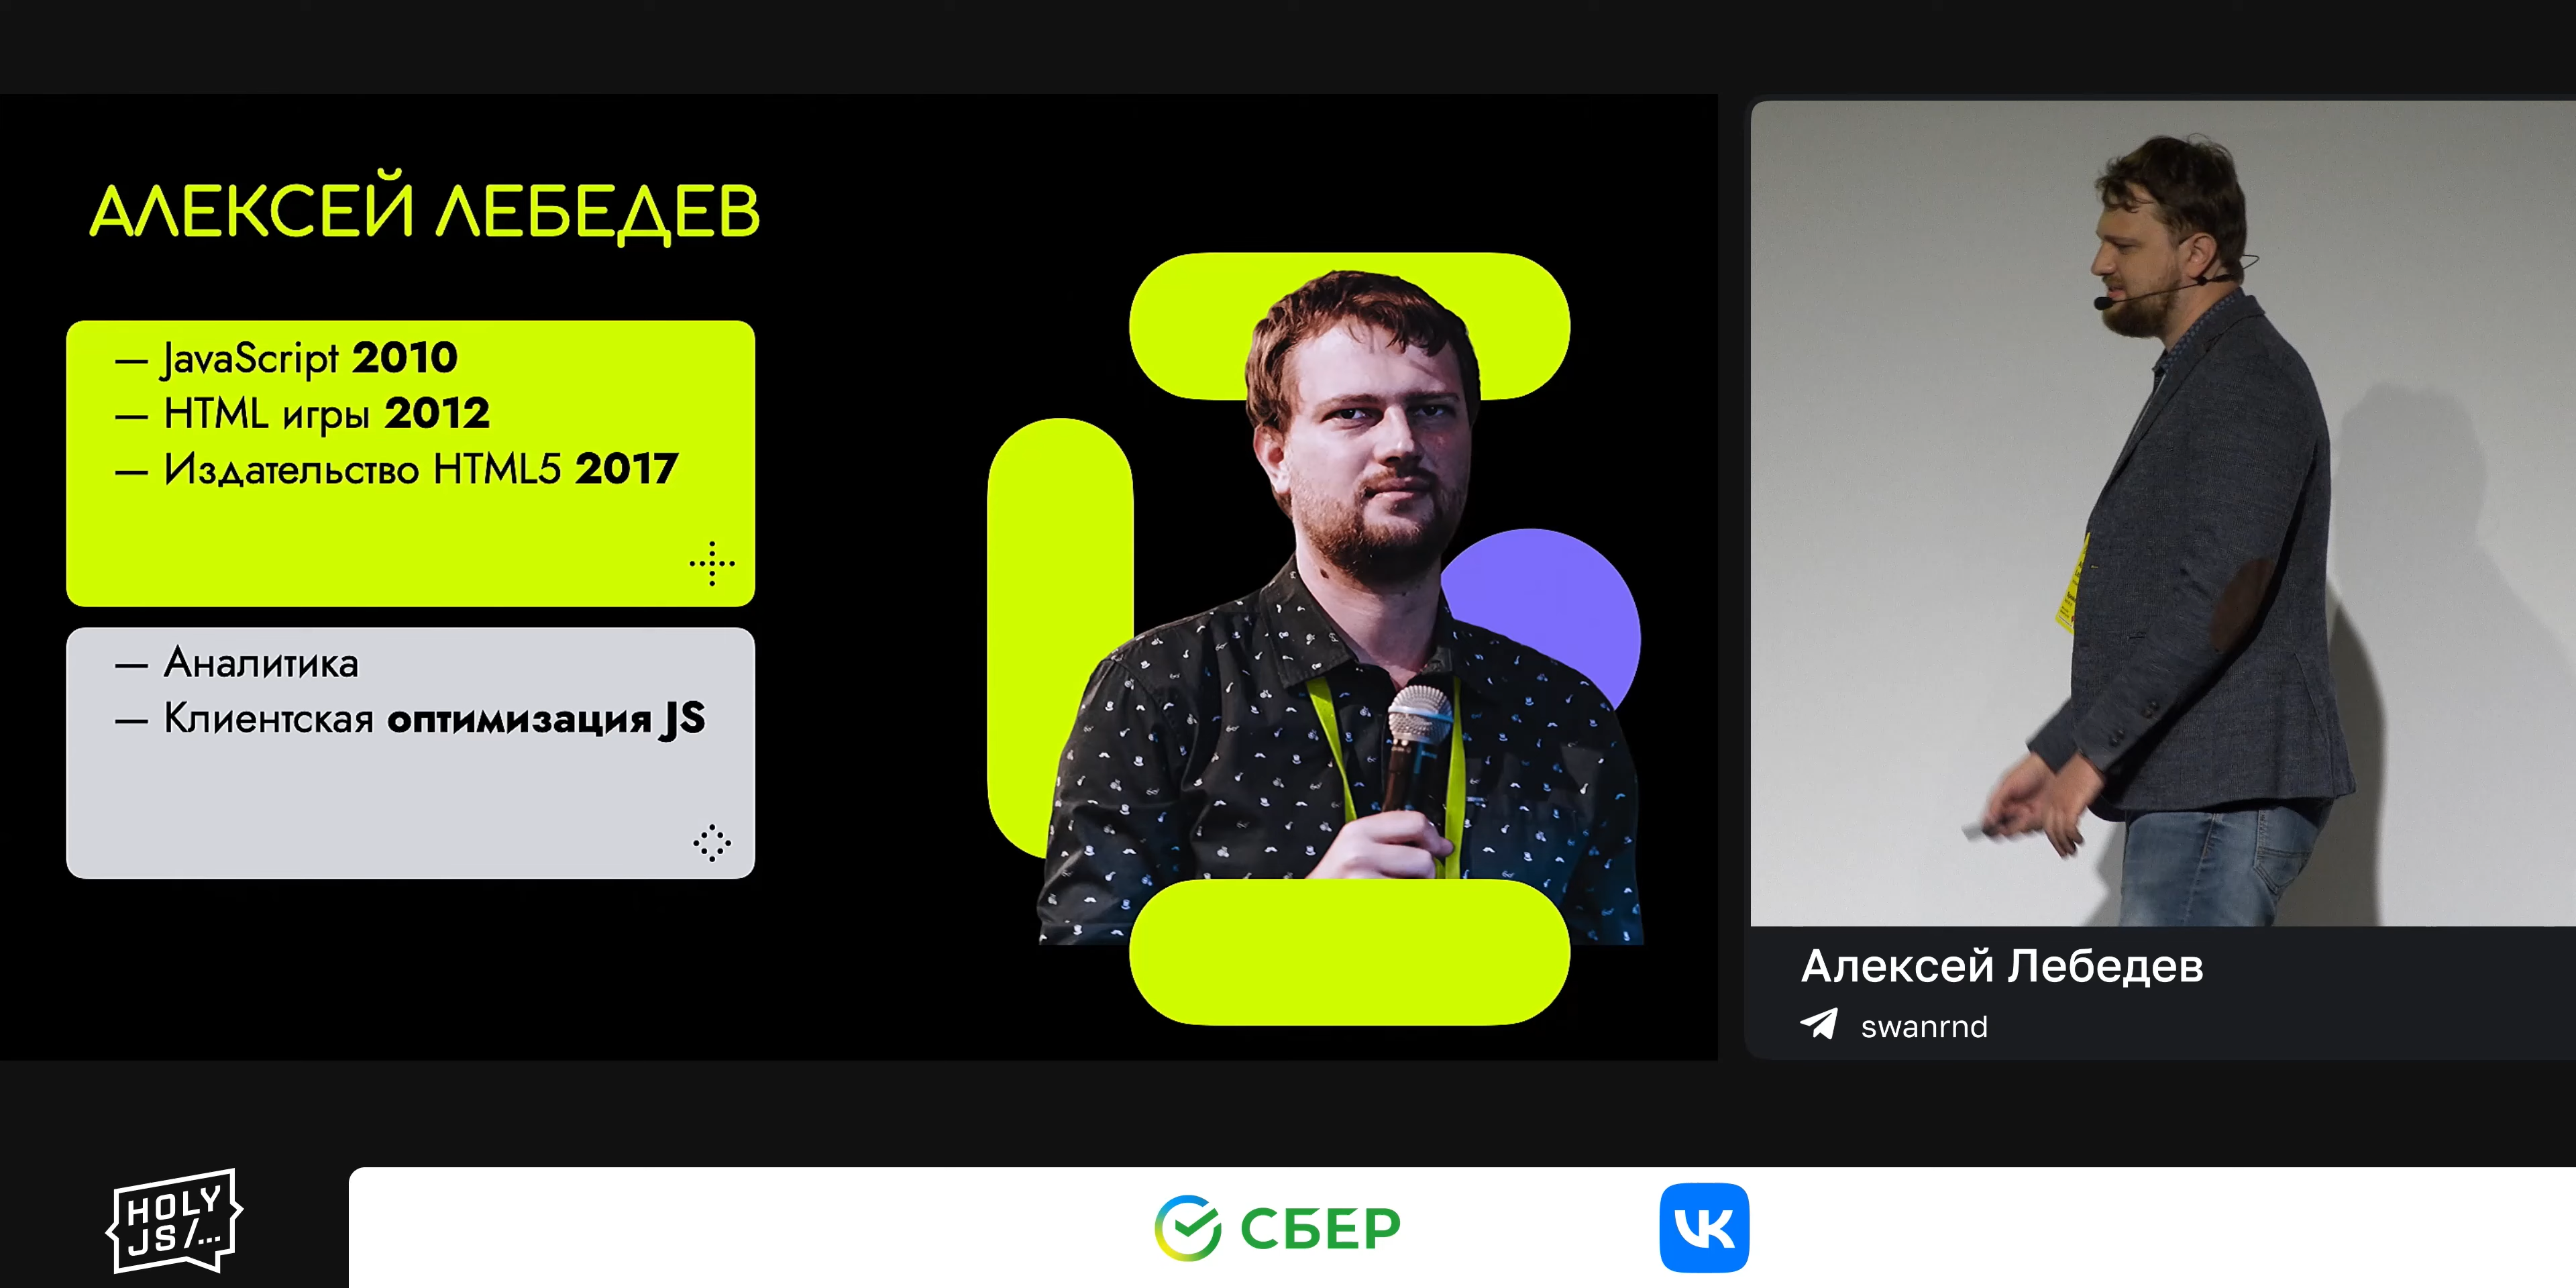 АЛЕКСЕЙ ЛЕБЕДЕВ
— JavaScript 2010
— HTML игры 2012
— Издательство HTML5 2017
— Аналитика
— Клиентская оптимизация JS
Алексей Лебедев
swanrnd
HOLY
JS/...
СБЕР
VK